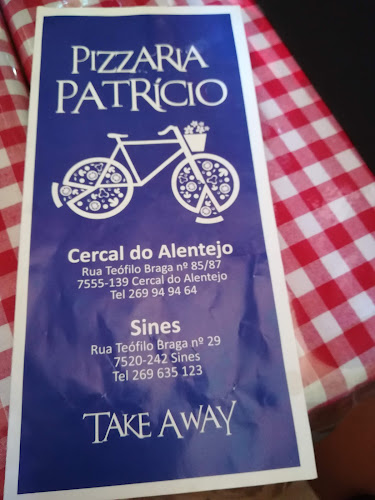 PIZZARIA
PATRÍCIO
Cercal do Alentejo
Rua Teófilo Braga nº 85/87
7555-139 Cercal do Alentejo
Tel 269 94 94 64
Sines
Rua Teófilo Braga nº 29
7520-242 Sines
Tel 269 635 123
TAKE AWAY